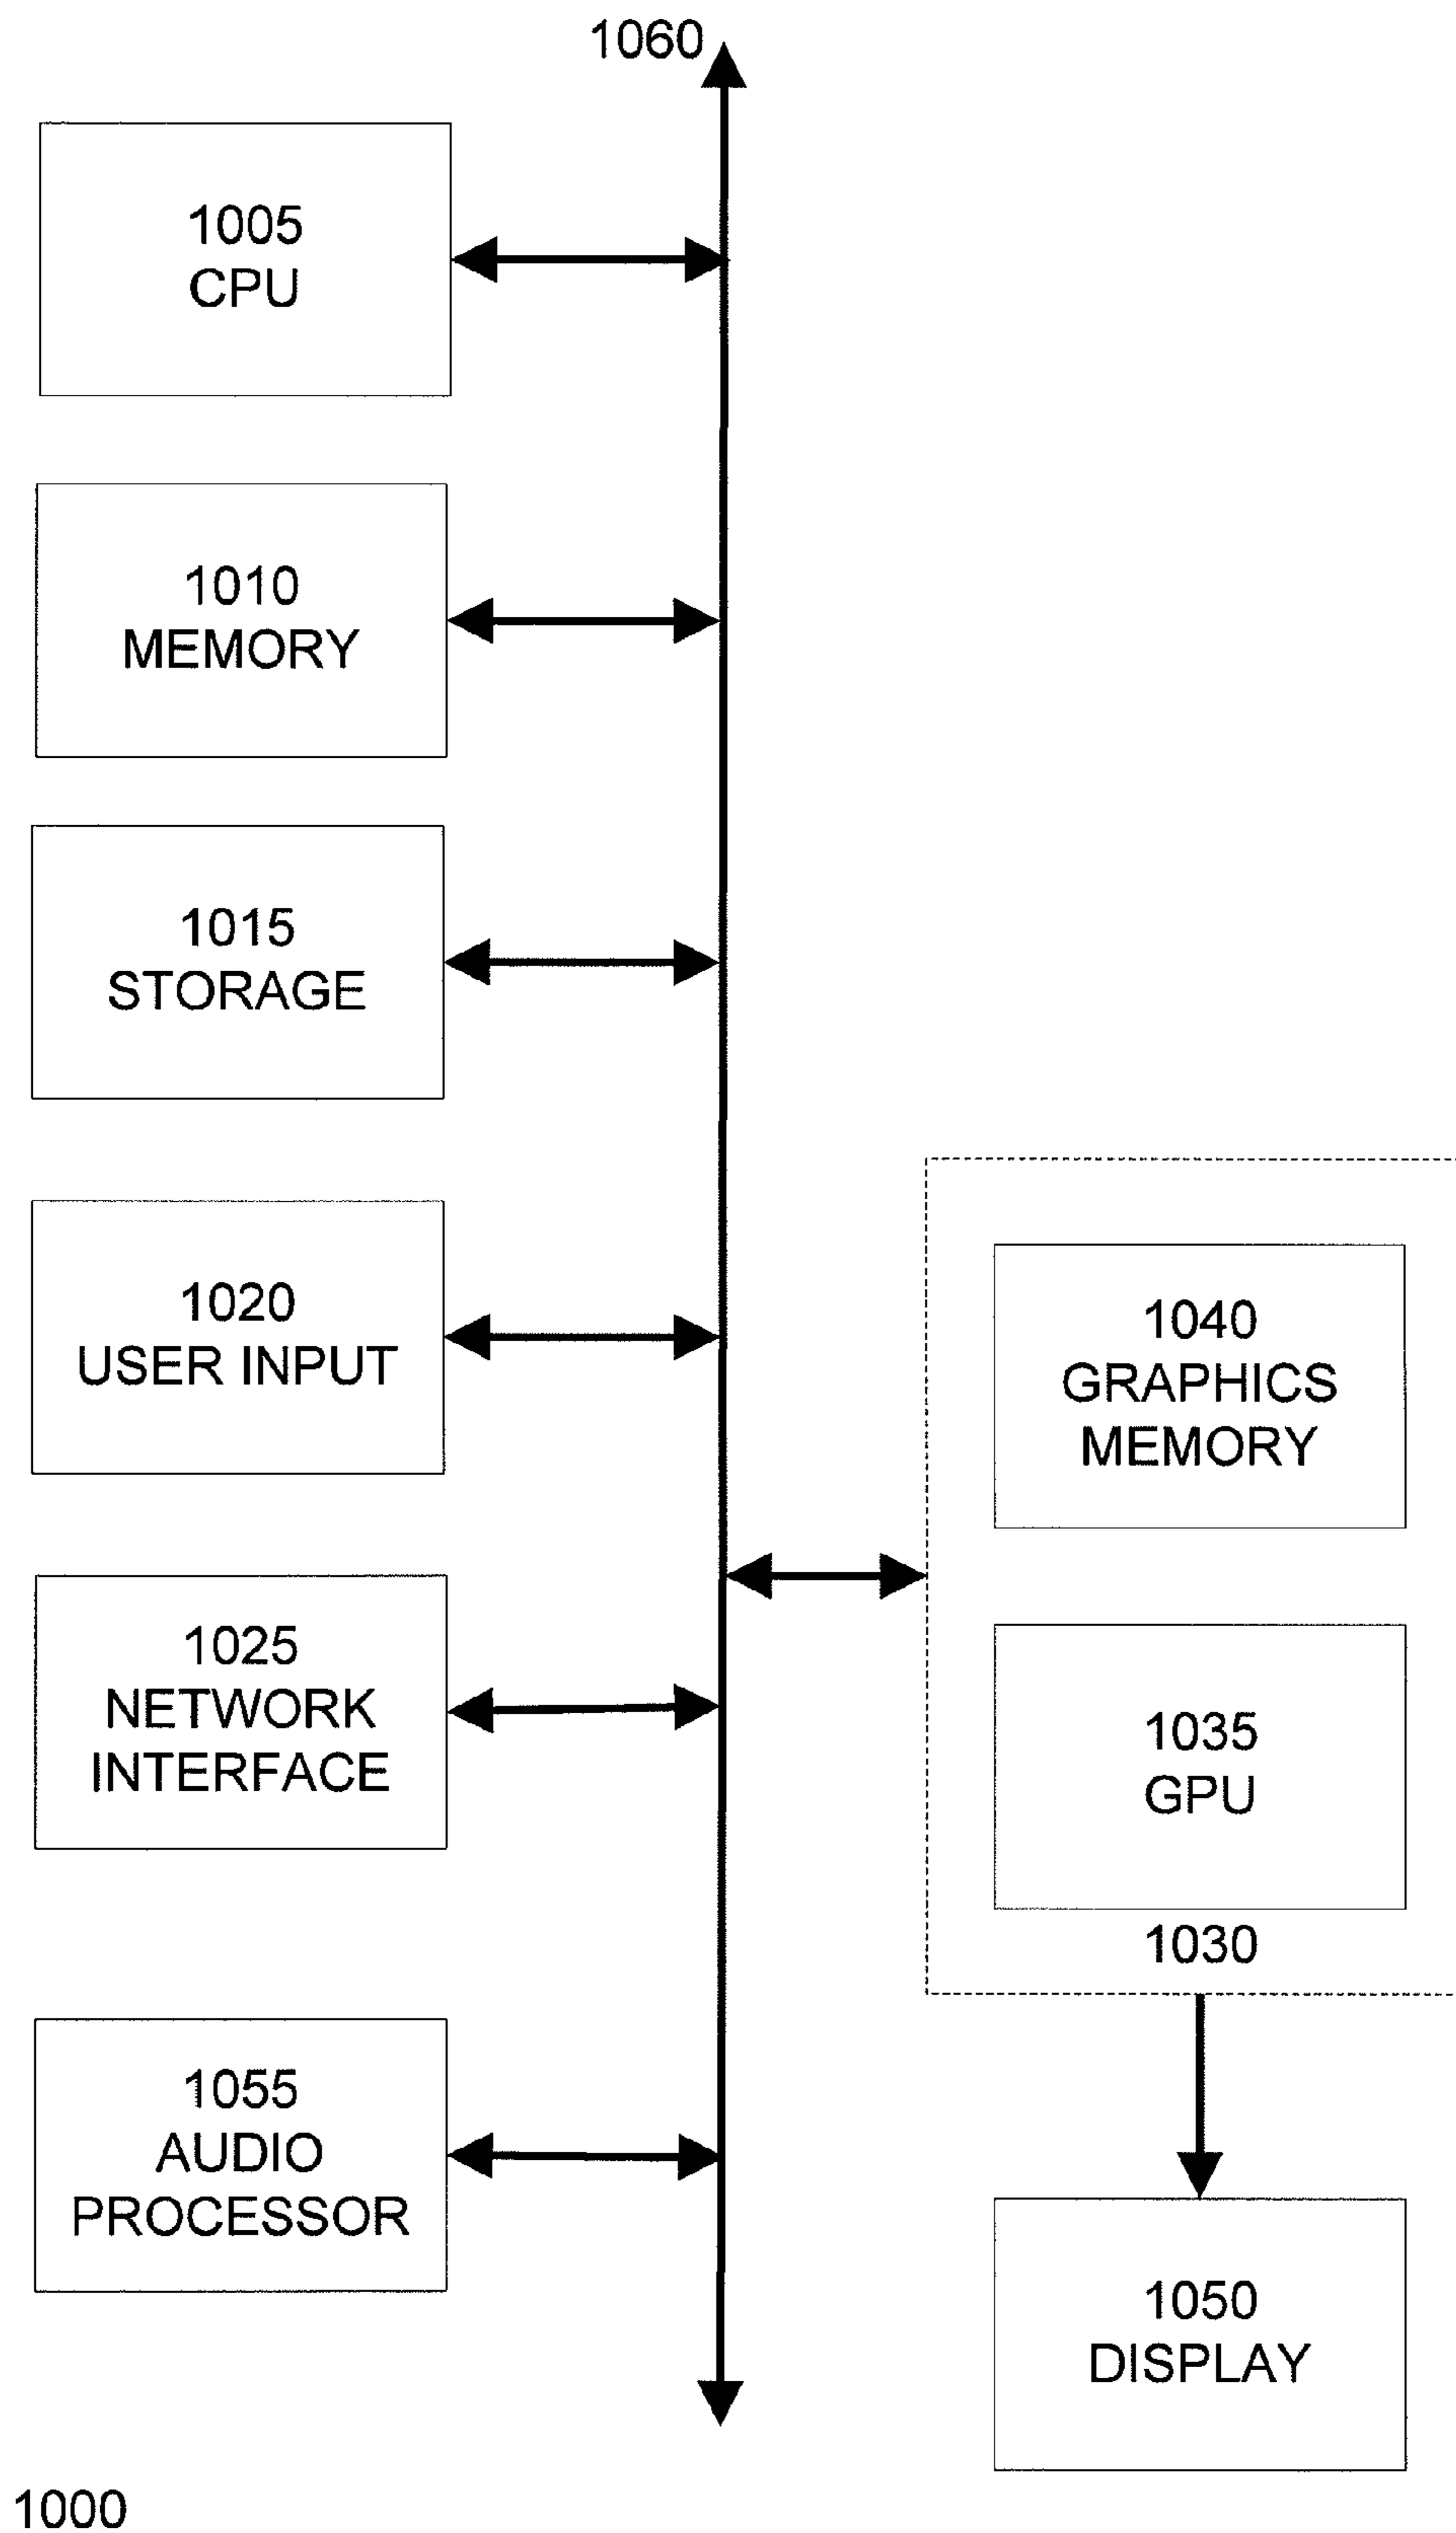 1060
1005
CPU
1010
MEMORY
1015
STORAGE
1020
USER INPUT
1025
NETWORK
INTERFACE
1055
AUDIO
PROCESSOR
1040
GRAPHICS
MEMORY
1035
GPU
1030
1050
DISPLAY
1000